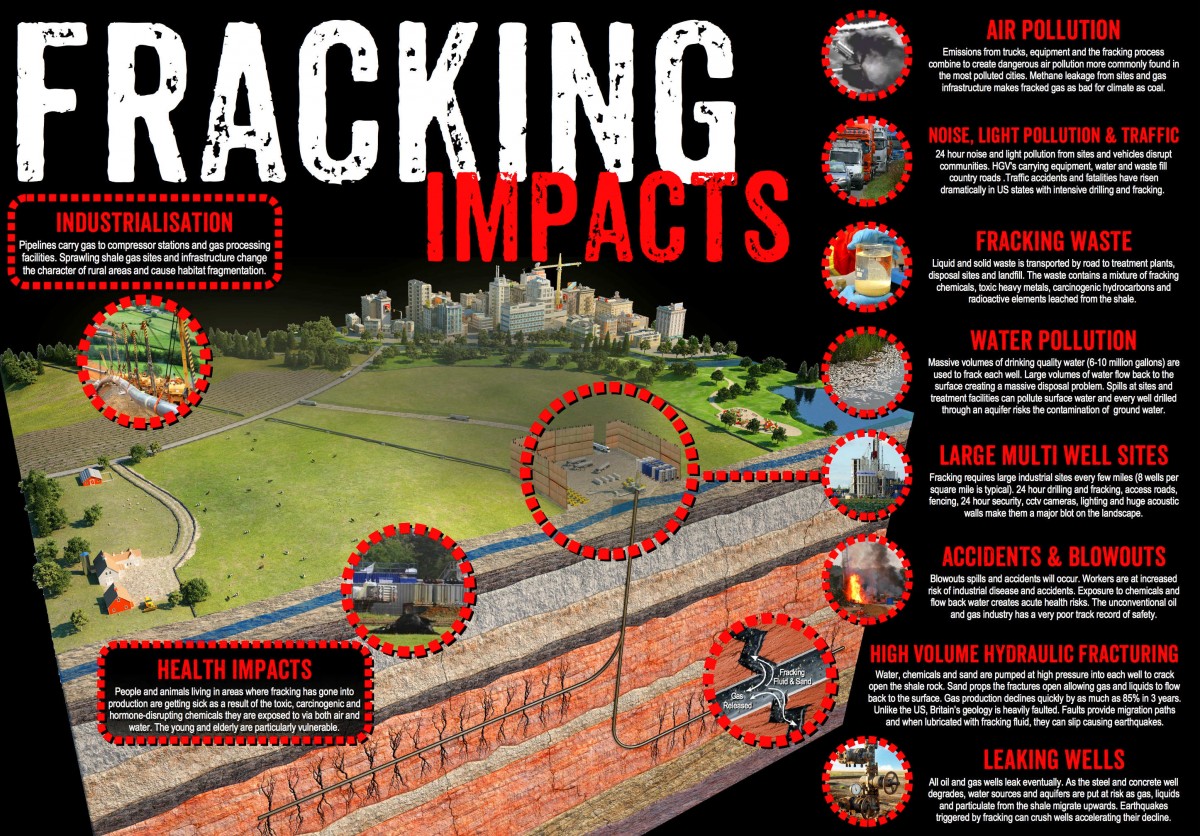 FRACKING
IMPACTS
INDUSTRIALISATION
Pipelines carry gas to compressor stations and gas processing
facilities. Sprawling shale gas sites and infrastructure change
the character of rural areas and cause habitat fragmentation.
HEALTH IMPACTS
People and animals living in areas where fracking has gone into
production are getting sick as a result of the toxic, carcinogenic and
hormone-disrupting chemicals they are exposed to via both air and
water. The young and elderly are particularly vulnerable.
Fracking
Fluid & Sand
Gas
Released
AIR POLLUTION
Emissions from trucks, equipment and the fracking process
combine to create dangerous air pollution more commonly found in
the most polluted cities. Methane leakage from sites and gas
infrastructure makes fracked gas as bad for climate as coal.
NOISE, LIGHT POLLUTION & TRAFFIC
24 hour noise and light pollution from sites and vehicles disrupt
communities. HGV's carrying equipment, water and waste fill
country roads .Traffic accidents and fatalities have risen
dramatically in US states with intensive drilling and fracking.
FRACKING WASTE
Liquid and solid waste is transported by road to treatment plants,
disposal sites and landfill. The waste contains a mixture of fracking
chemicals, toxic heavy metals, carcinogenic hydrocarbons and
radioactive elements leached from the shale.
WATER POLLUTION
Massive volumes of drinking quality water (6-10 million gallons) are
used to frack each well. Large volumes of water flow back to the
surface creating a massive disposal problem. Spills at sites and
treatment facilities can pollute surface water and every well drilled
through an aquifer risks the contamination of ground water.
LARGE MULTI WELL SITES
Fracking requires large industrial sites every few miles (8 wells per
square mile is typical). 24 hour drilling and fracking, access roads,
fencing, 24 hour security, cctv cameras, lighting and huge acoustic
walls make them a major blot on the landscape.
ACCIDENTS & BLOWOUTS
Blowouts spills and accidents will occur. Workers are at increased
risk of industrial disease and accidents. Exposure to chemicals and
flow back water creates acute health risks. The unconventional oil
and gas industry has a very poor track record of safety.
HIGH VOLUME HYDRAULIC FRACTURING
Water, chemicals and sand are pumped at high pressure into each well to crack
open the shale rock. Sand props the fractures open allowing gas and liquids to flow
back to the surface. Gas production declines quickly by as much as 85% in 3 years.
Unlike the US, Britain's geology is heavily faulted. Faults provide migration paths
and when lubricated with fracking fluid, they can slip causing earthquakes.
LEAKING WELLS
All oil and gas wells leak eventually. As the steel and concrete well
degrades, water sources and aquifers are put at risk as gas, liquids
and particulate from the shale migrate upwards. Earthquakes
triggered by fracking can crush wells accelerating their decline.